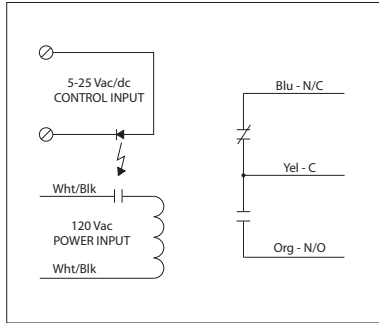 5-25 Vac/dc
CONTROL INPUT
Wht/Blk
120 Vac
POWER INPUT
Wht/Blk
Blu - N/C
Yel - C
Org - N/O